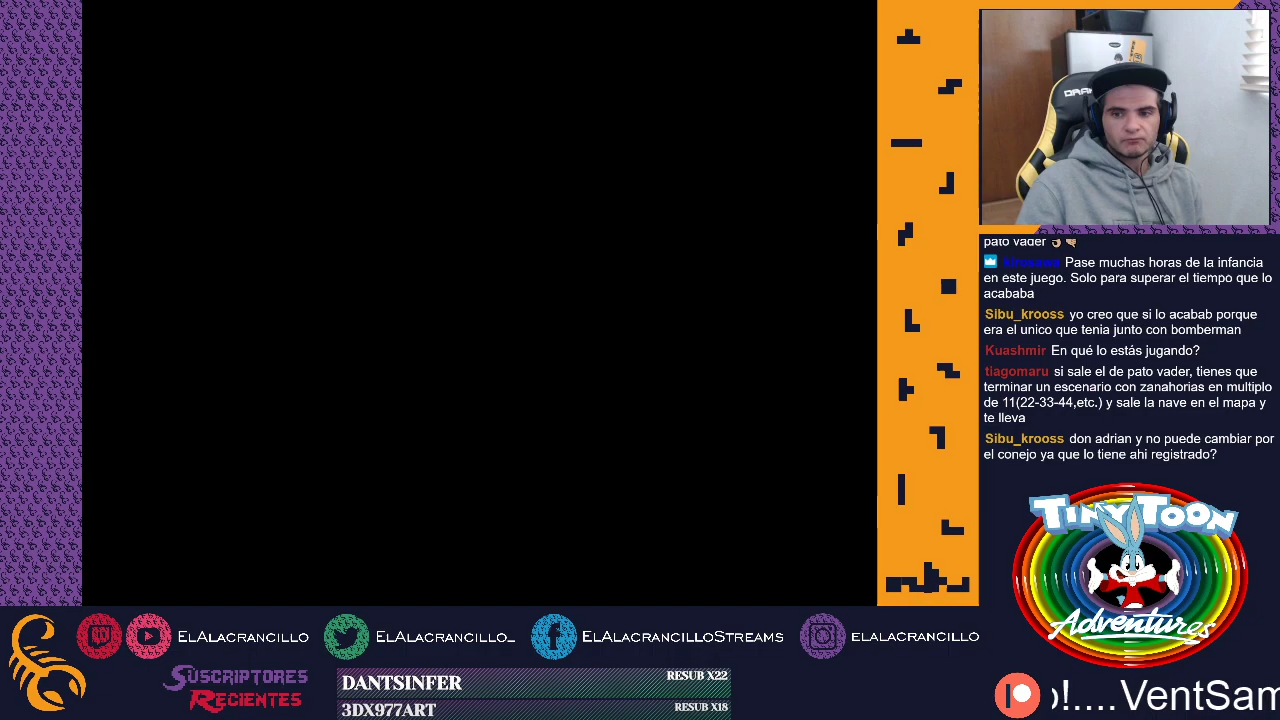 DRA
pato vader 👌🏼 👊🏼
kirosawa Pase muchas horas de la infancia
en este juego. Solo para superar el tiempo que lo
acababa
Sibu_krooss yo creo que si lo acabab porque
era el unico que tenia junto con bomberman
Kuashmir En qué lo estás jugando?
tiagomaru si sale el de pato vader, tienes que
terminar un escenario con zanahorias en multiplo
de 11(22-33-44,etc.) y sale la nave en el mapa y
te lleva
Sibu_krooss don adrian y no puede cambiar por
el conejo ya que lo tiene ahi registrado?
TINY TOON
Adventures
ELALACRANCILLO
ELALACRANCILLO_
ELALACRANCILLOSTREAMS
ELALACRANCILLO
SUSCRIPTORES
RECIENTES
DANTSINFER RESUB X22
3DX977ART RESUB X18
o!....VentSam